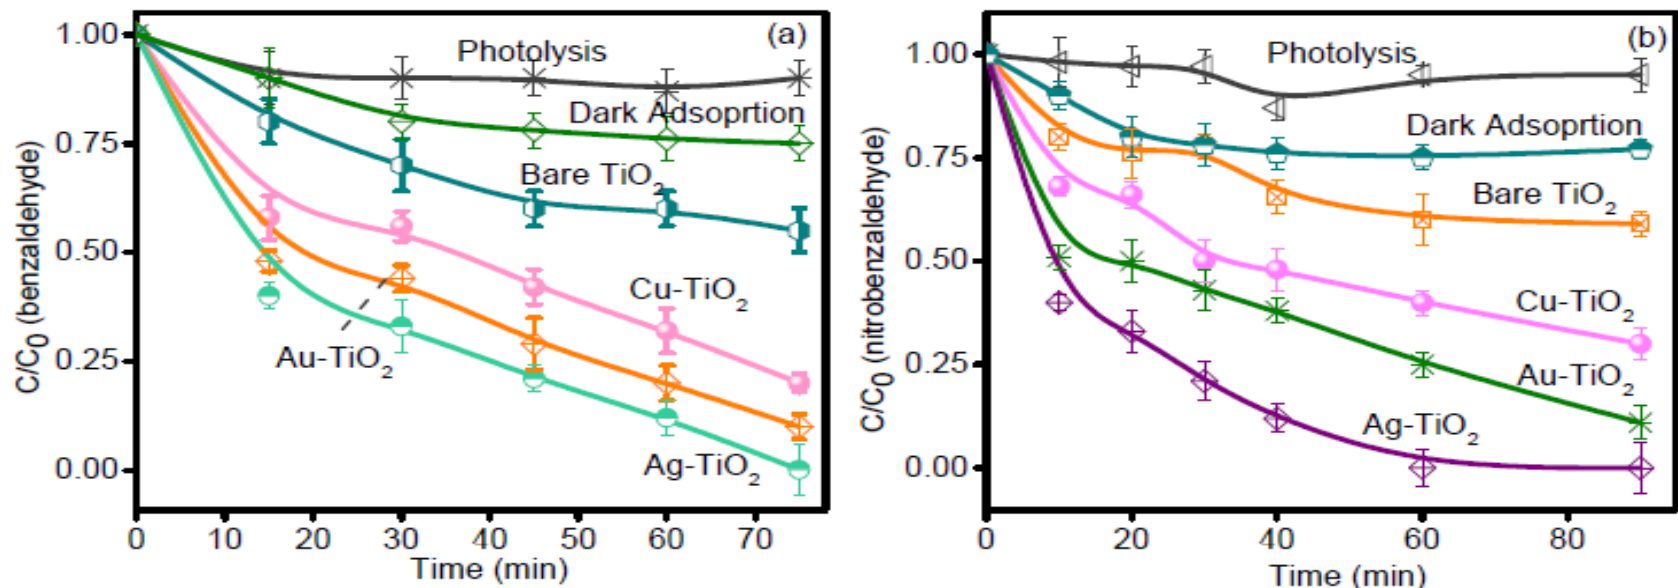 (a)
C/C0 (benzaldehyde)
1.00
0.75
0.50
0.25
0.00
Photolysis
Dark Adsoprtion
Bare TiO2
Cu-TiO2
Au-TiO2
Ag-TiO2
0 10 20 30 40 50 60 70
Time (min)
(b)
C/C0 (nitrobenzaldehyde)
1.00
0.75
0.50
0.25
0.00
Photolysis
Dark Adsoprtion
Bare TiO2
Cu-TiO2
Au-TiO2
Ag-TiO2
0 20 40 60 80
Time (min)